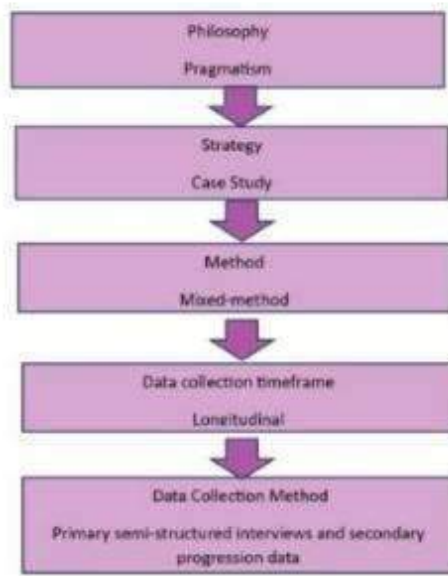 Philosophy
Pragmatism
Strategy
Case Study
Method
Mixed-method
Data collection timeframe
Longitudinal
Data Collection Method
Primary semi-structured interviews and secondary
progression data